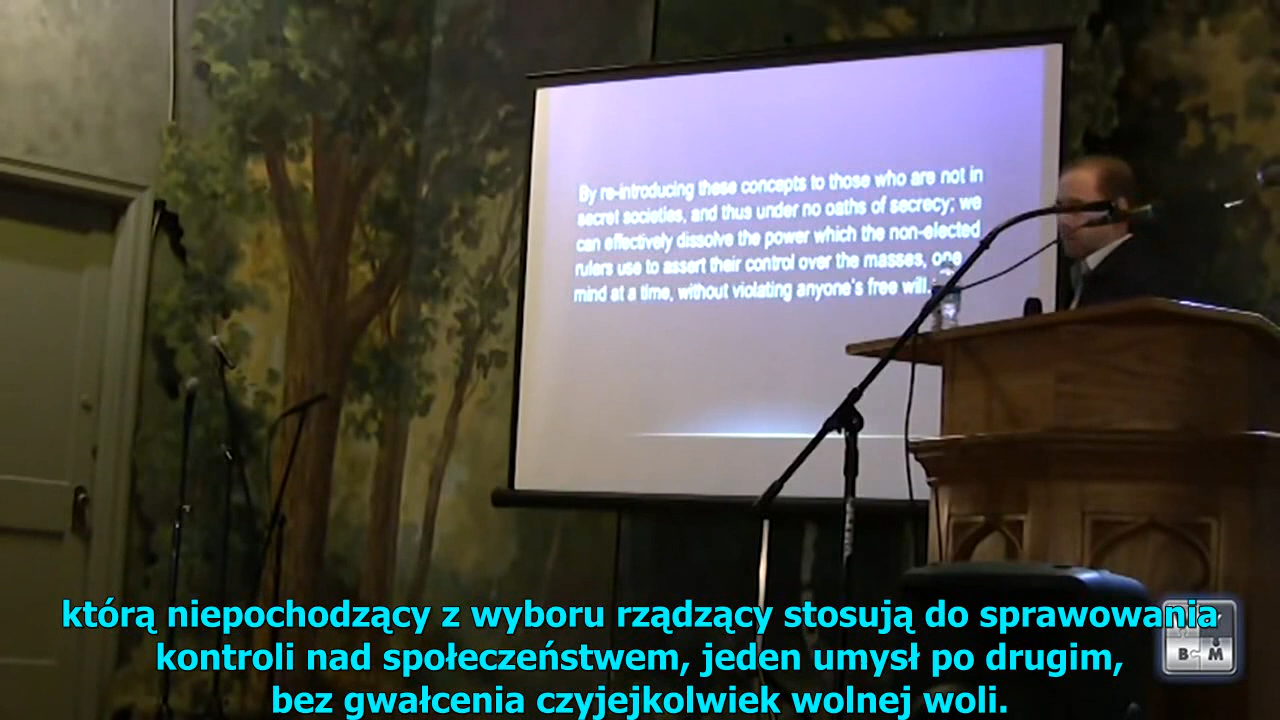 By re-introducing these concepts to those who are not in
secret societies, and thus under no oaths of secrecy; we
can effectively dissolve the power which the non-elected
rulers use to assert their control over the masses, one
mind at a time, without violating anyone's free will.
którą niepochodzący z wyboru rządzący stosują do sprawowania
kontroli nad społeczeństwem, jeden umysł po drugim,
bez gwałcenia czyjejkolwiek wolnej woli.
B M